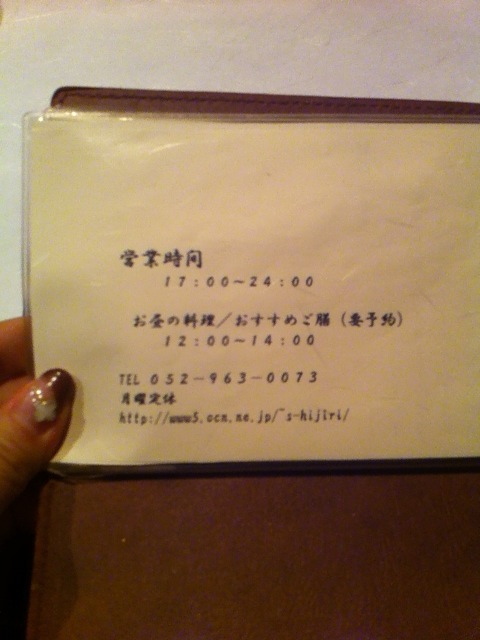 営業時間
17:00~24:00
お昼の料理/おすすめご膳(要予約)
12:00~14:00
TEL 052-963-0073
月曜定休
http://www5.ocn.ne.jp/~s-hijiri/